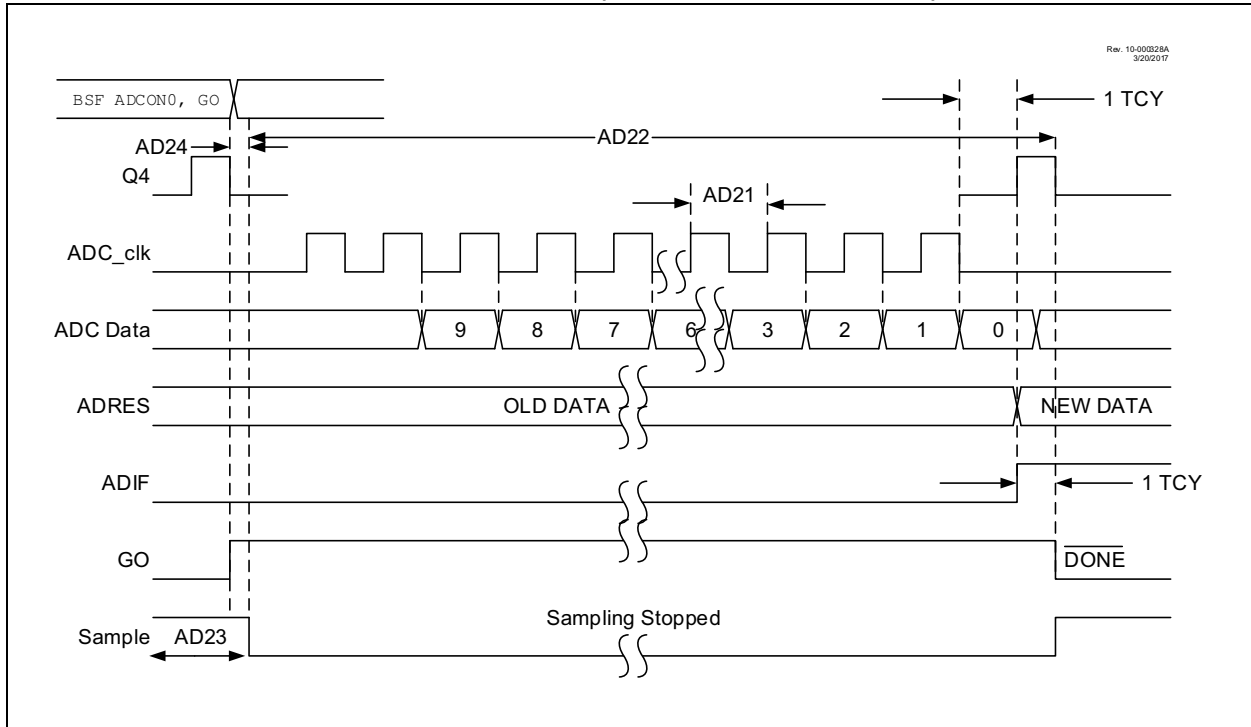 Rev. 10-000328A
3/20/2017
BSF ADCON0, GO
1 TCY
AD24
AD22
Q4
AD21
ADC_clk
ADC Data
9 8 7 6 3 2 1 0
ADRES
OLD DATA
NEW DATA
ADIF
1 TCY
GO
DONE
Sample
AD23
Sampling Stopped